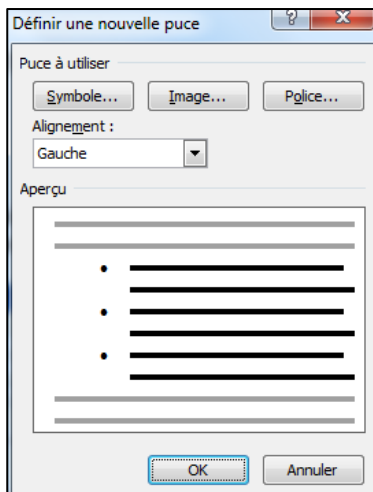 Définir une nouvelle puce
Puce à utiliser
Symbole... Image... Police...
Alignement :
Gauche
Aperçu
OK Annuler